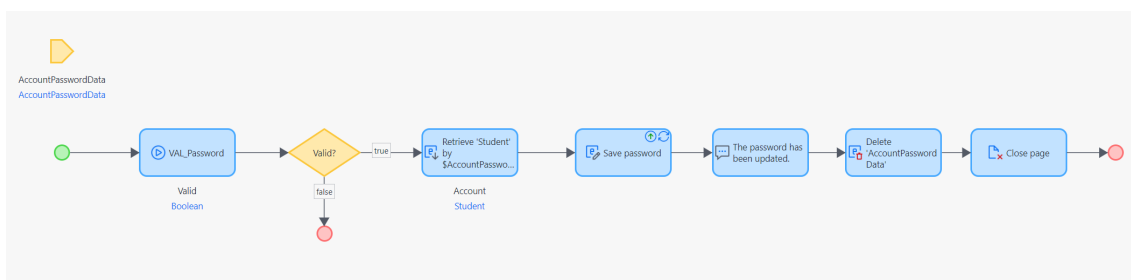 AccountPasswordData
AccountPasswordData
VAL_Password
Valid
Boolean
Valid?
true
false
Retrieve 'Student'
by
$AccountPasswo...
Account
Student
Save password
The password has
been updated.
Delete
'AccountPassword
Data'
Close page